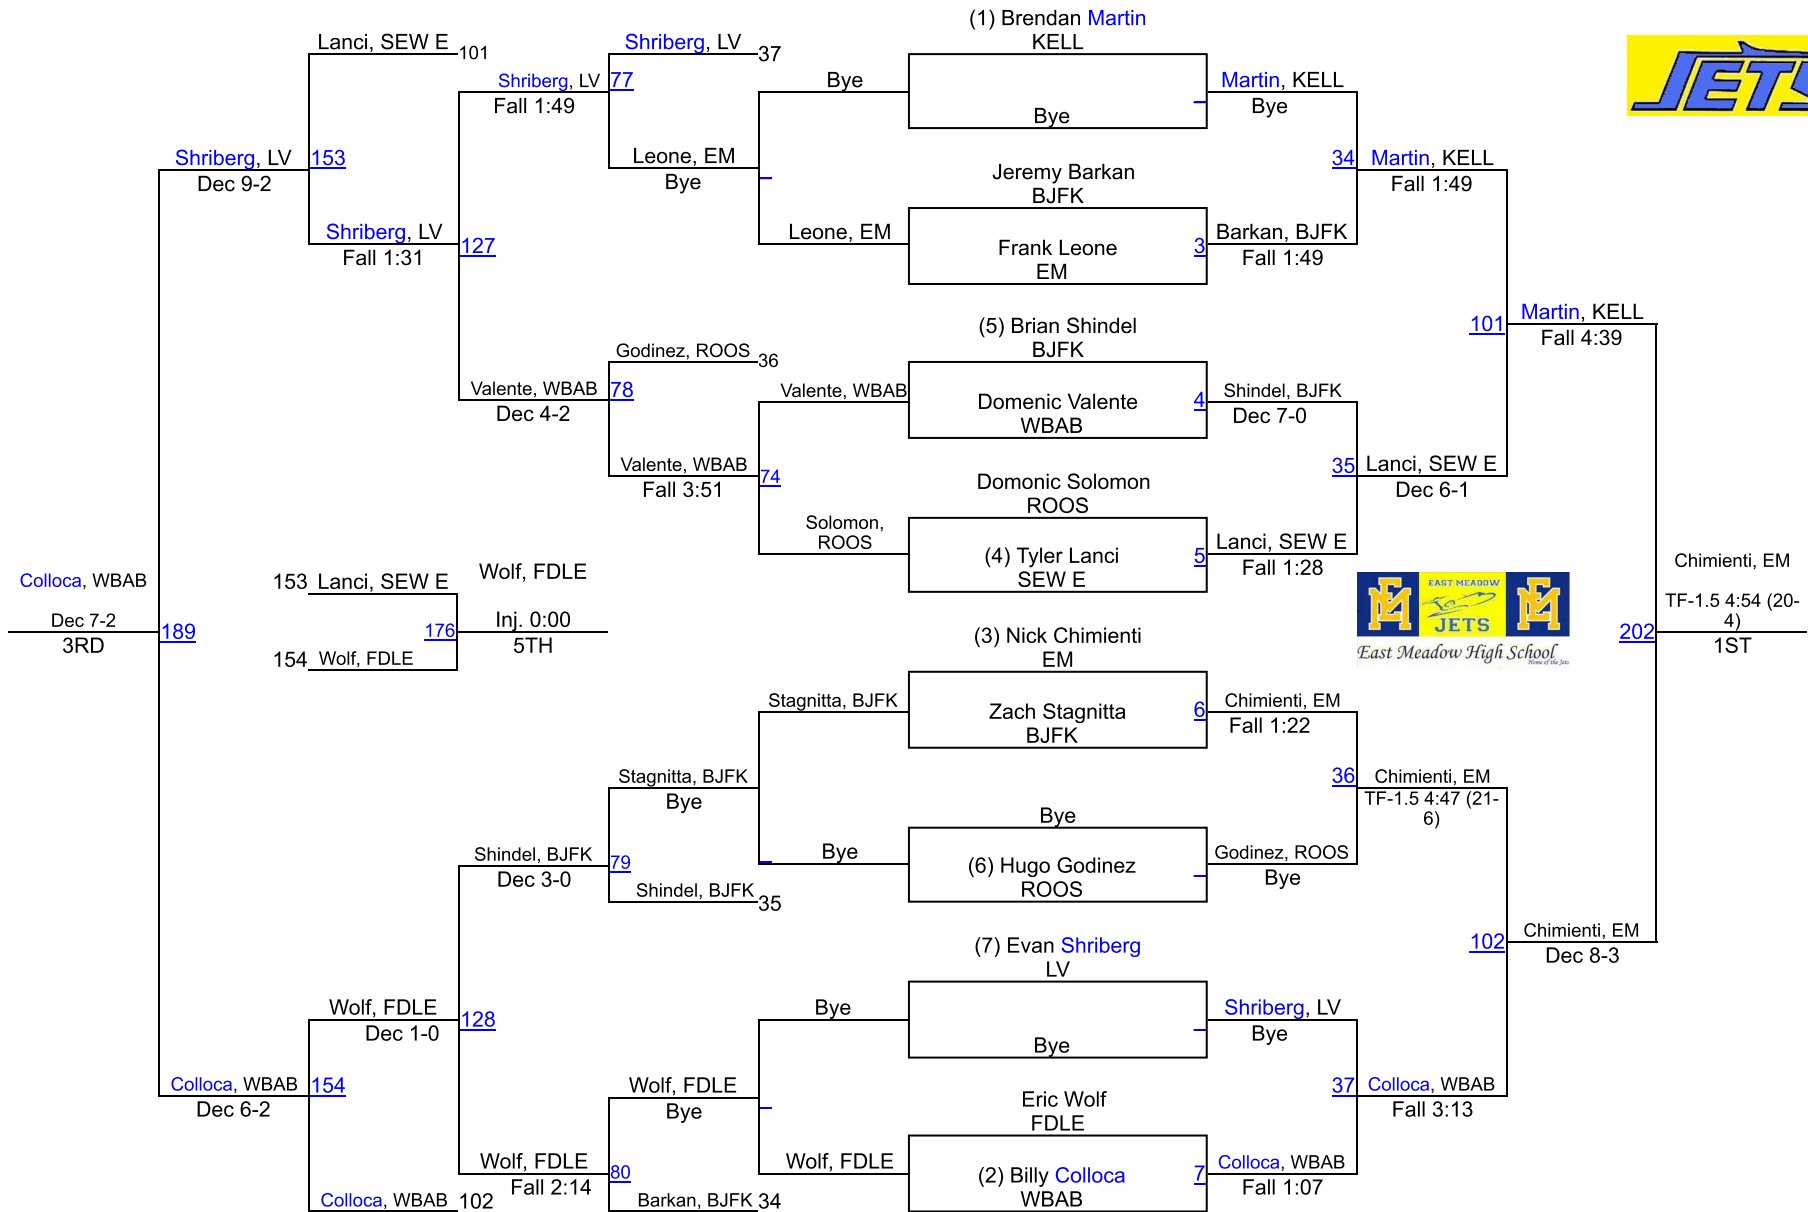 (1) Brendan Martin
KELL
Bye
Jeremy Barkan
BJFK
Frank Leone
EM
3
(5) Brian Shindel
BJFK
Domenic Valente
WBAB
4
Domonic Solomon
ROOS
(4) Tyler Lanci
SEW E
5
(3) Nick Chimienti
EM
Zach Stagnitta
BJFK
6
Bye
(6) Hugo Godinez
ROOS
(7) Evan Shriberg
LV
Bye
Eric Wolf
FDLE
(2) Billy Colloca
WBAB
7
Martin, KELL
Bye
Barkan, BJFK
Fall 1:49
Shindel, BJFK
Dec 7-0
Lanci, SEW E
Fall 1:28
Chimienti, EM
Fall 1:22
Godinez, ROOS
Bye
Shriberg, LV
Bye
Colloca, WBAB
Fall 1:07
34
Martin, KELL
Fall 1:49
35
Lanci, SEW E
Dec 6-1
36
Chimienti, EM
TF-1.5 4:47 (21-
6)
37
Colloca, WBAB
Fall 3:13
101
Martin, KELL
Fall 4:39
102
Chimienti, EM
Dec 8-3
202
Chimienti, EM
TF-1.5 4:54 (20-
4)
1ST
Bye
Leone, EM
Valente, WBAB
Solomon,
ROOS
Stagnitta, BJFK
Bye
Bye
Wolf, FDLE
Shriberg, LV
37
Leone, EM
Bye
Godinez, ROOS
36
Valente, WBAB
Fall 3:51
74
Stagnitta, BJFK
Bye
Shindel, BJFK
35
Wolf, FDLE
Bye
Barkan, BJFK
34
Shriberg, LV
Fall 1:49
77
Valente, WBAB
Dec 4-2
78
Shindel, BJFK
Dec 3-0
79
Wolf, FDLE
Fall 2:14
80
Lanci, SEW E
101
Shriberg, LV
Fall 1:31
127
Wolf, FDLE
Dec 1-0
128
Colloca, WBAB
102
Shriberg, LV
Dec 9-2
153
Colloca, WBAB
Dec 6-2
154
Colloca, WBAB
Dec 7-2
3RD
189
153
Lanci, SEW E
154
Wolf, FDLE
176
Wolf, FDLE
Inj. 0:00
5TH
JETS
EM
EAST MEADOW
JETS
EM
East Meadow High School
Home of the Jets